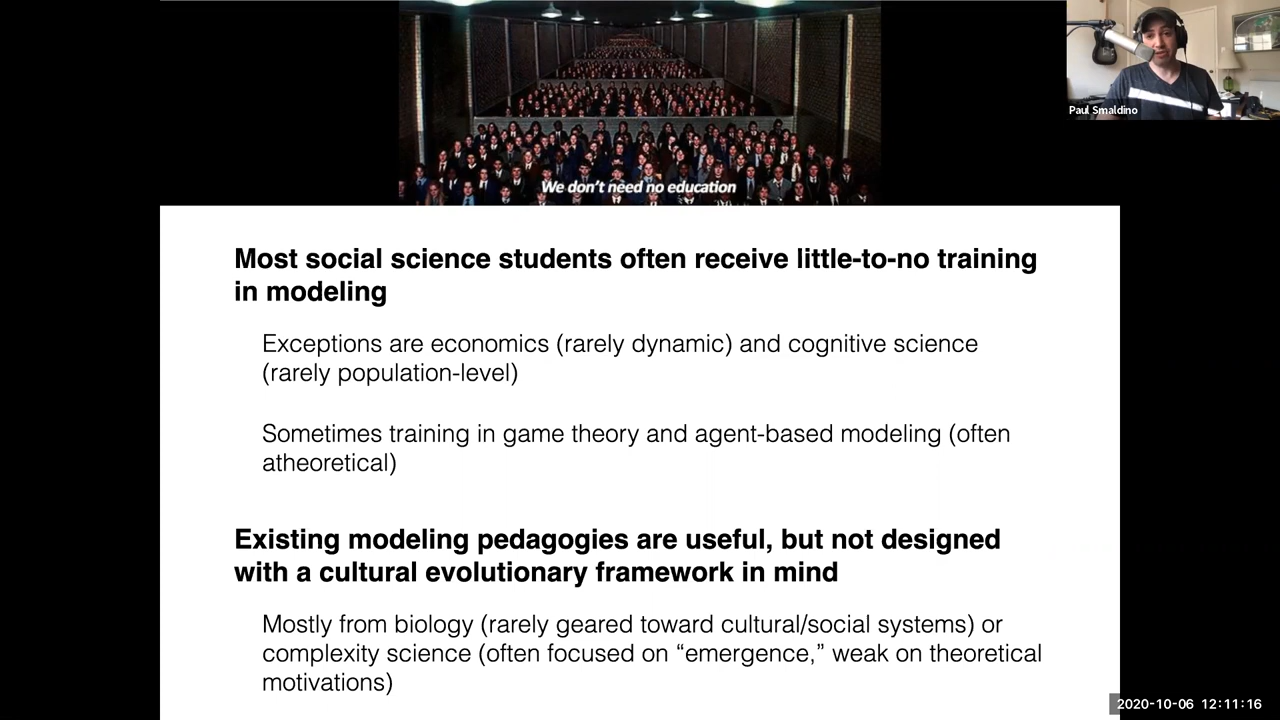 Paul Smaldino
We don't need no education
Most social science students often receive little-to-no training
in modeling
Exceptions are economics (rarely dynamic) and cognitive science
(rarely population-level)
Sometimes training in game theory and agent-based modeling (often
atheoretical)
Existing modeling pedagogies are useful, but not designed
with a cultural evolutionary framework in mind
Mostly from biology (rarely geared toward cultural/social systems) or
complexity science (often focused on “emergence,” weak on theoretical
motivations)
2020-10-06 12:11:16